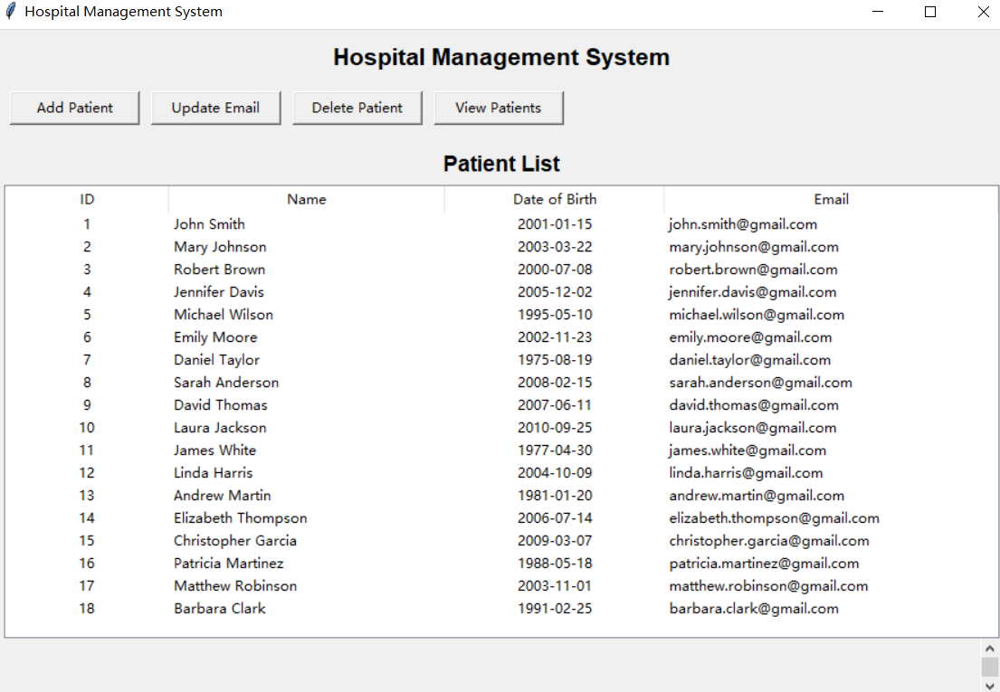 Hospital Management System
Hospital Management System
Add Patient Update Email Delete Patient View Patients
Patient List
ID Name Date of Birth Email
1 John Smith 2001-01-15 john.smith@gmail.com
2 Mary Johnson 2003-03-22 mary.johnson@gmail.com
3 Robert Brown 2000-07-08 robert.brown@gmail.com
4 Jennifer Davis 2005-12-02 jennifer.davis@gmail.com
5 Michael Wilson 1995-05-10 michael.wilson@gmail.com
6 Emily Moore 2002-11-23 emily.moore@gmail.com
7 Daniel Taylor 1975-08-19 daniel.taylor@gmail.com
8 Sarah Anderson 2008-02-15 sarah.anderson@gmail.com
9 David Thomas 2007-06-11 david.thomas@gmail.com
10 Laura Jackson 2010-09-25 laura.jackson@gmail.com
11 James White 1977-04-30 james.white@gmail.com
12 Linda Harris 2004-10-09 linda.harris@gmail.com
13 Andrew Martin 1981-01-20 andrew.martin@gmail.com
14 Elizabeth Thompson 2006-07-14 elizabeth.thompson@gmail.com
15 Christopher Garcia 2009-03-07 christopher.garcia@gmail.com
16 Patricia Martinez 1988-05-18 patricia.martinez@gmail.com
17 Matthew Robinson 2003-11-01 matthew.robinson@gmail.com
18 Barbara Clark 1991-02-25 barbara.clark@gmail.com